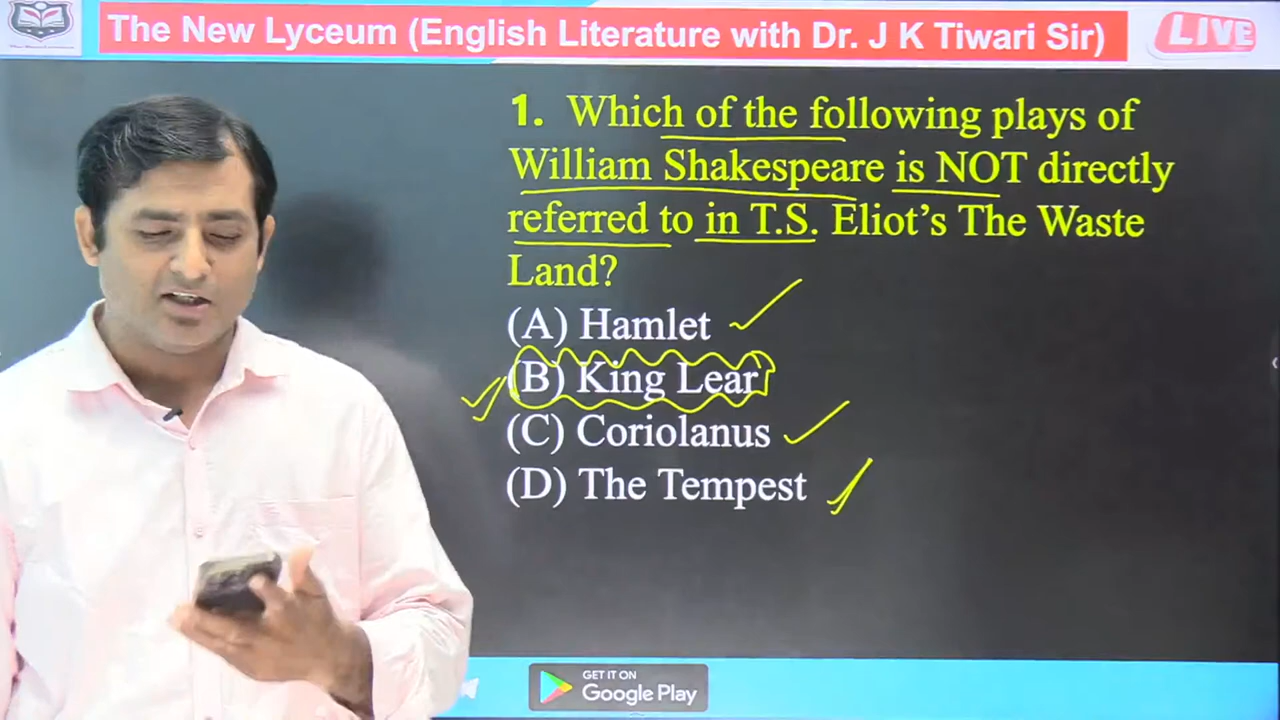 The New Lyceum (English Literature with Dr. J K Tiwari Sir)
LIVE
1. Which of the following plays of
William Shakespeare is NOT directly
referred to in T.S. Eliot's The Waste
Land?
(A) Hamlet
(B) King Lear
(C) Coriolanus
(D) The Tempest
GET IT ON
Google Play